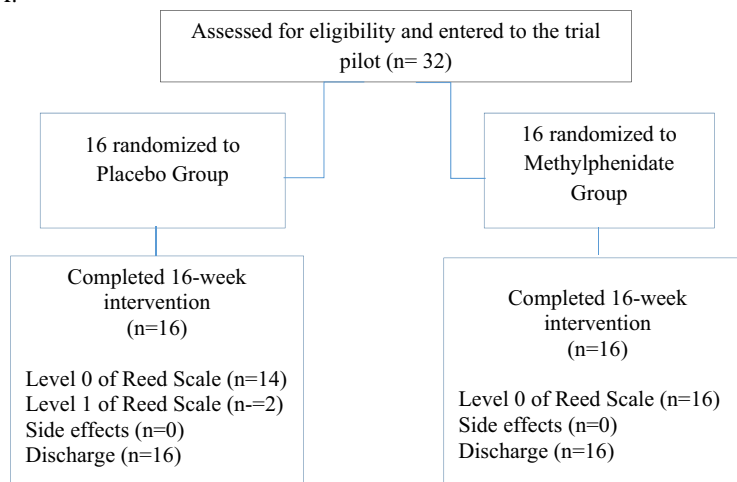 Assessed for eligibility and entered to the trial
pilot (n= 32)
16 randomized to
Placebo Group
16 randomized to
Methylphenidate
Group
Completed 16-week
intervention
(n=16)
Level 0 of Reed Scale (n=14)
Level 1 of Reed Scale (n-=2)
Side effects (n=0)
Discharge (n=16)
Completed 16-week
intervention
(n=16)
Level 0 of Reed Scale (n=16)
Side effects (n=0)
Discharge (n=16)